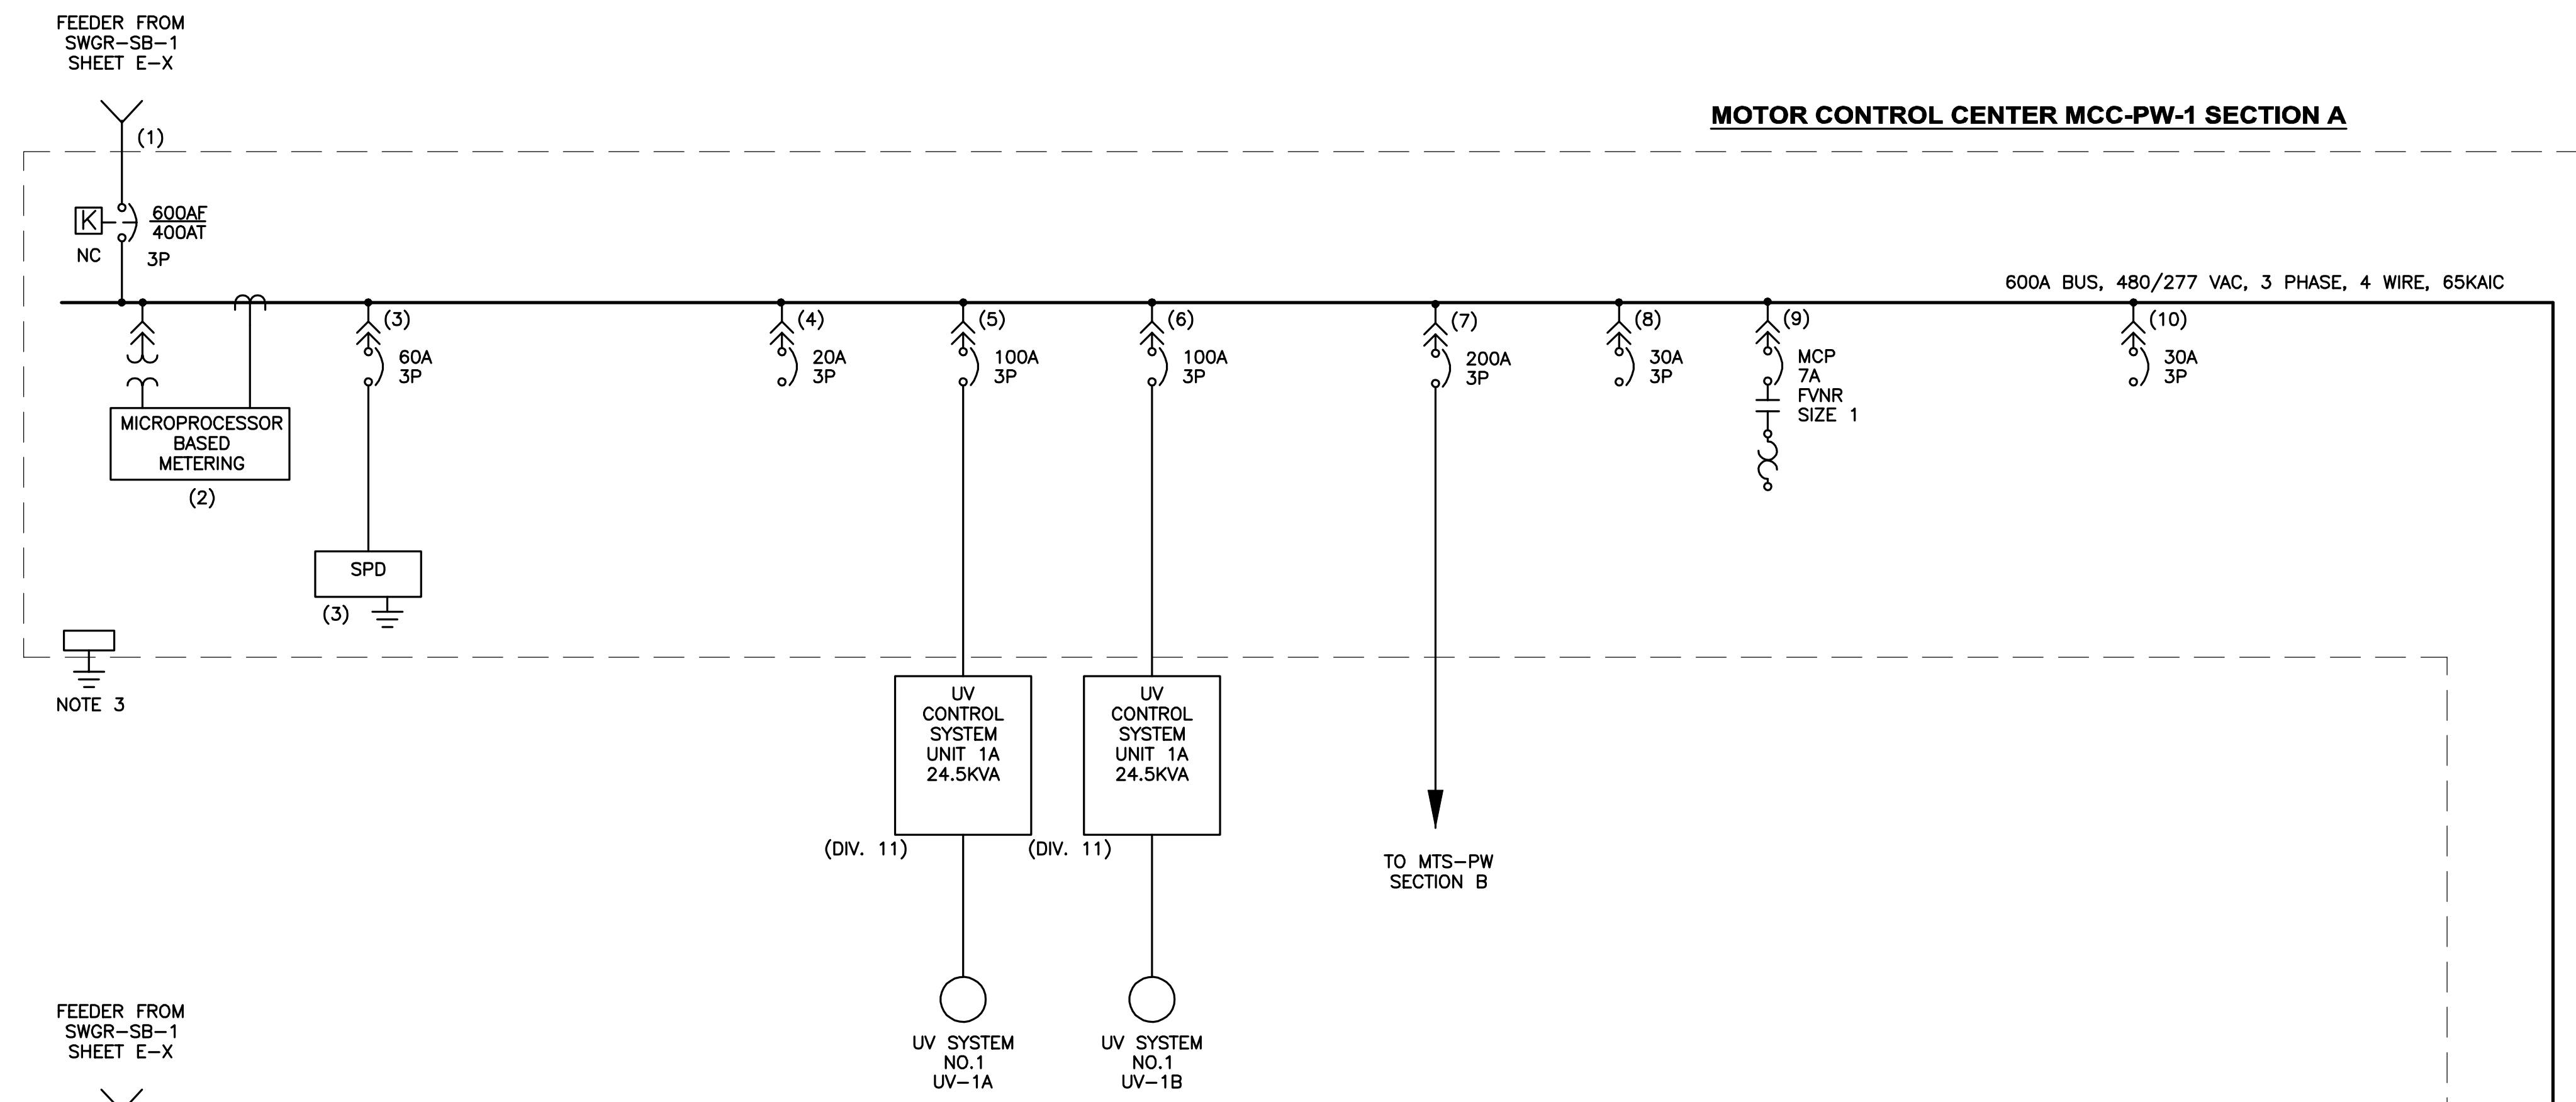 FEEDER FROM
SWGR-SB-1
SHEET E-X
MOTOR CONTROL CENTER MCC-PW-1 SECTION A
(1)
K
600AF
400AT
NC
3P
600A BUS, 480/277 VAC, 3 PHASE, 4 WIRE, 65KAIC
MICROPROCESSOR
BASED
METERING
(2)
(3)
60A
3P
SPD
(3)
NOTE 3
(4)
20A
3P
(5)
100A
3P
UV
CONTROL
SYSTEM
UNIT 1A
24.5KVA
(DIV. 11)
UV SYSTEM
NO.1
UV-1A
(6)
100A
3P
UV
CONTROL
SYSTEM
UNIT 1A
24.5KVA
(DIV. 11)
UV SYSTEM
NO.1
UV-1B
(7)
200A
3P
TO MTS-PW
SECTION B
(8)
30A
3P
(9)
MCP
7A
FVNR
SIZE 1
(10)
30A
3P
FEEDER FROM
SWGR-SB-1
SHEET E-X